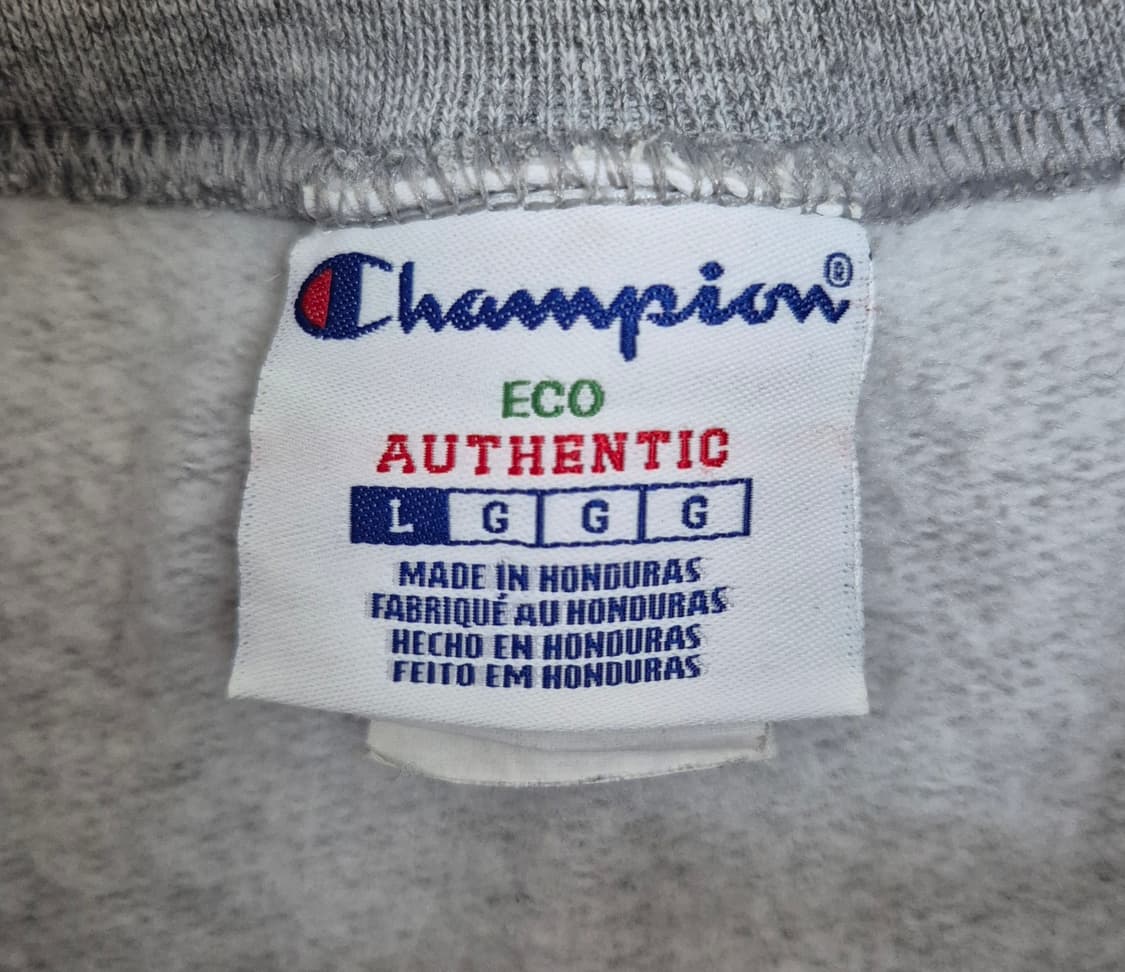 Champion®
ECO
AUTHENTIC
L G G G
MADE IN HONDURAS
FABRIQUÉ AU HONDURAS
HECHO EN HONDURAS
FEITO EM HONDURAS